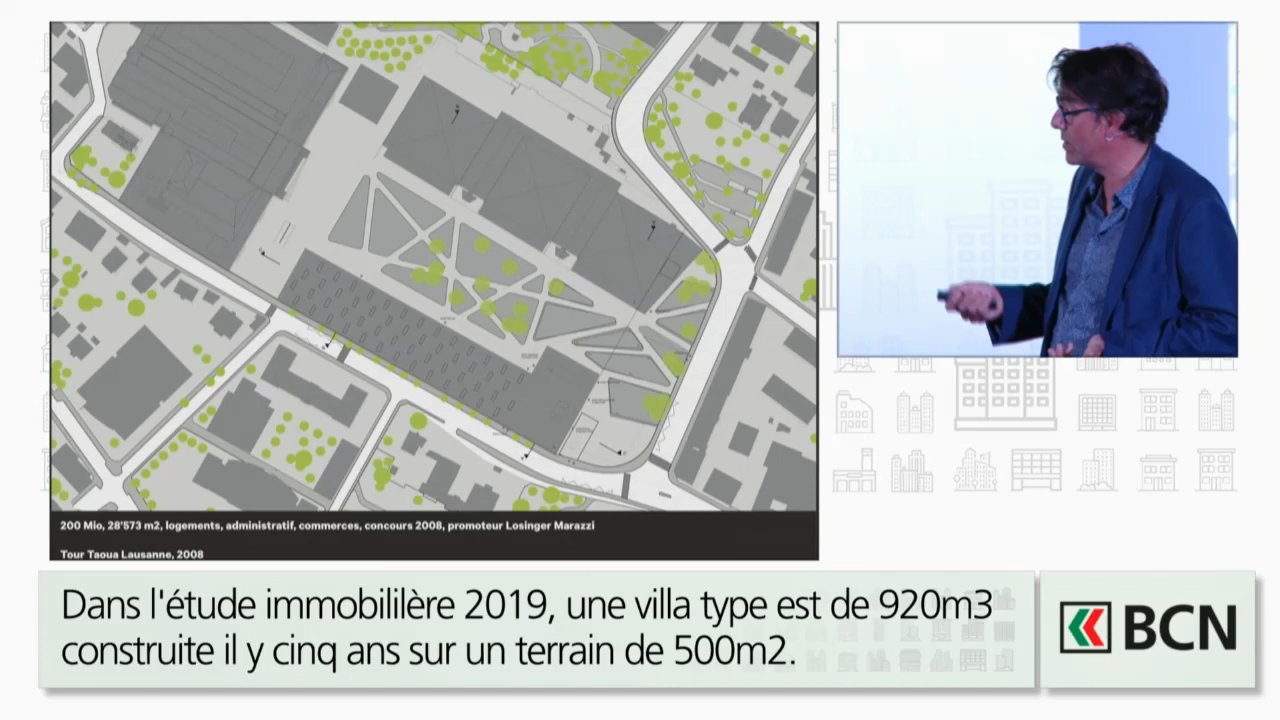 200 Mio, 28'573 m2, logements, administratif, commerces, concours 2008, promoteur Losinger Marazzi
Tour Taoua Lausanne, 2008
Dans l'étude immobililère 2019, une villa type est de 920m3
construite il y cinq ans sur un terrain de 500m2.
BCN